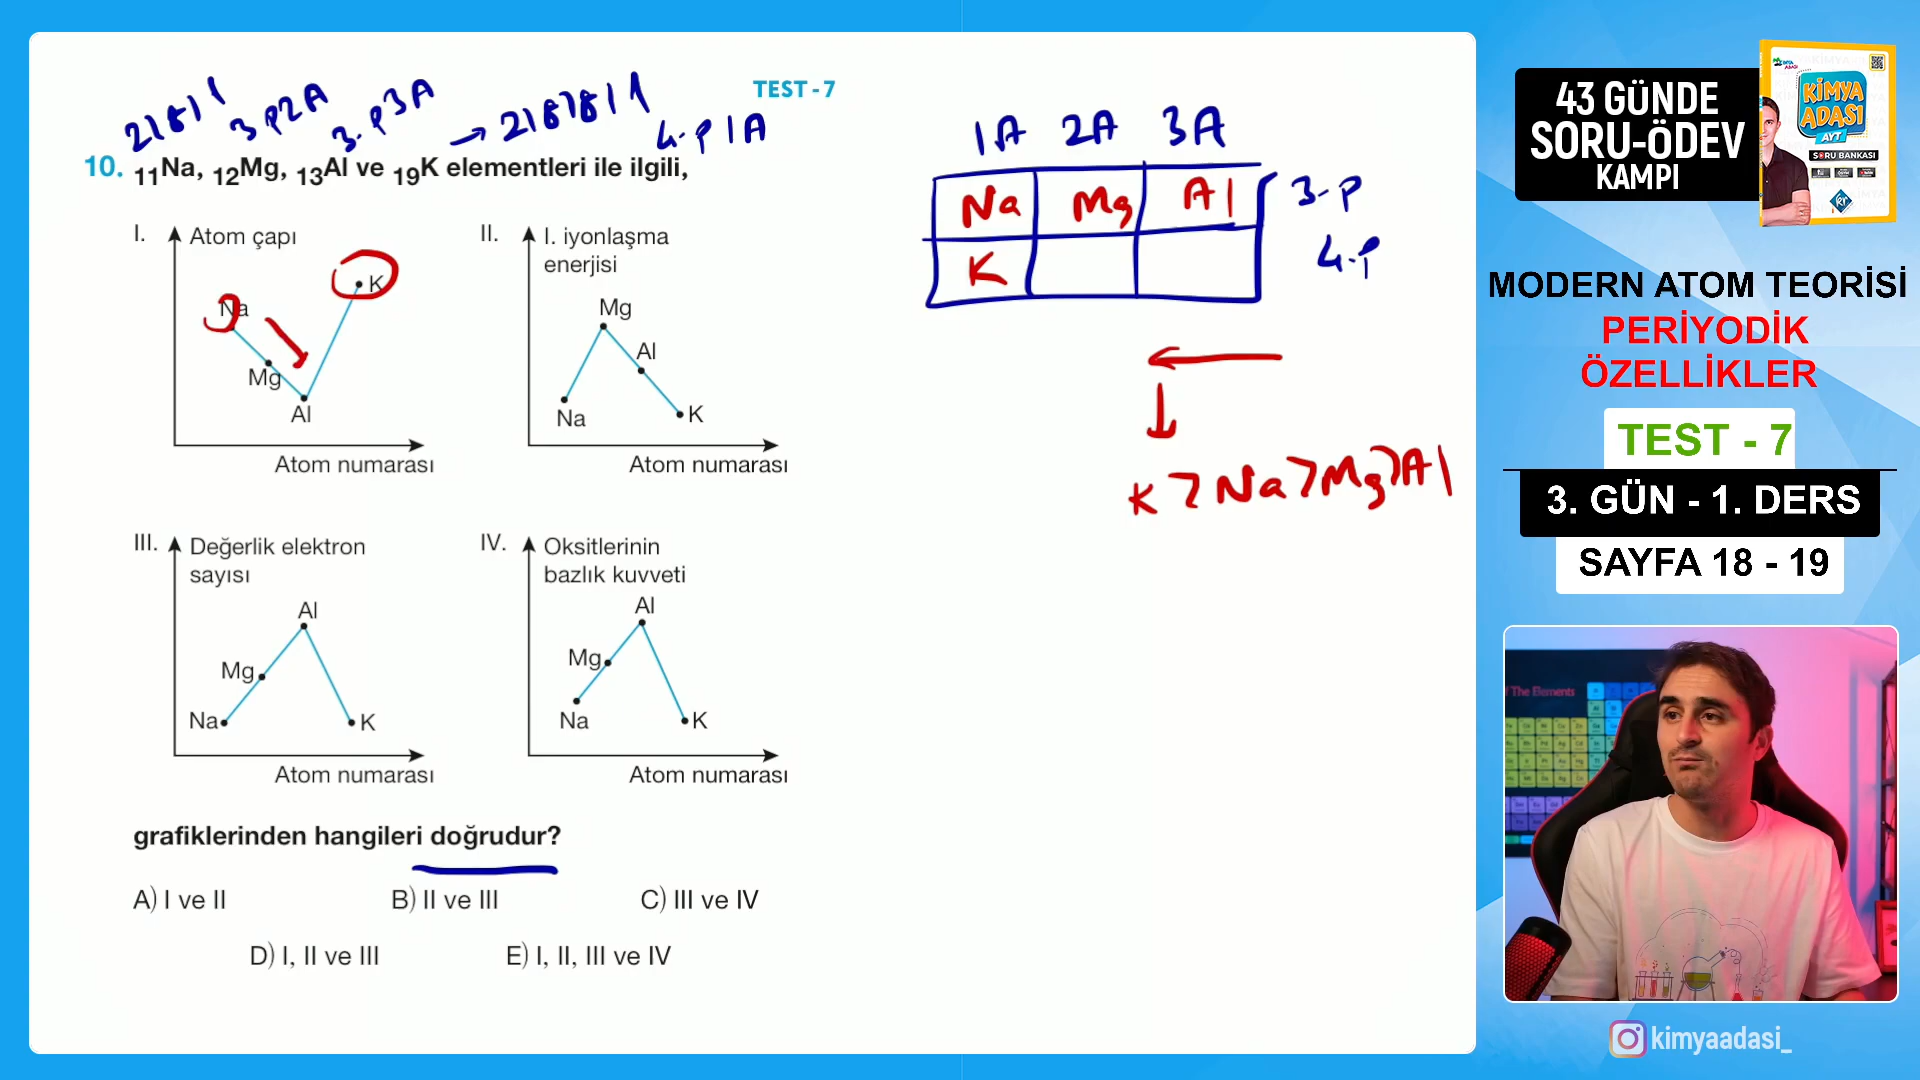 2)8)1
3.p2A
3.p3A
→2)8)8)1
4.p1A
TEST - 7
10. 11Na, 12Mg, 13Al ve 19K elementleri ile ilgili,
I. Atom çapı
Na
Mg
Al
K
Atom numarası
II. I. iyonlaşma
enerjisi
Mg
Al
Na
K
Atom numarası
III. Değerlik elektron
sayısı
Al
Mg
Na
K
Atom numarası
IV. Oksitlerinin
bazlık kuvveti
Al
Mg
Na
K
Atom numarası
grafiklerinden hangileri doğrudur?
A) I ve II
B) II ve III
C) III ve IV
D) I, II ve III
E) I, II, III ve IV
1A 2A 3A
Na Mg Al 3-p
K 4.p
K>Na>Mg>Al
43 GÜNDE
SORU-ÖDEV
KAMPI
KİMYA
ADASI
AYT
SORU BANKASI
MODERN ATOM TEORİSİ
PERİYODİK
ÖZELLİKLER
TEST - 7
3. GÜN - 1. DERS
SAYFA 18 - 19
The Elements
kimyaadasi_